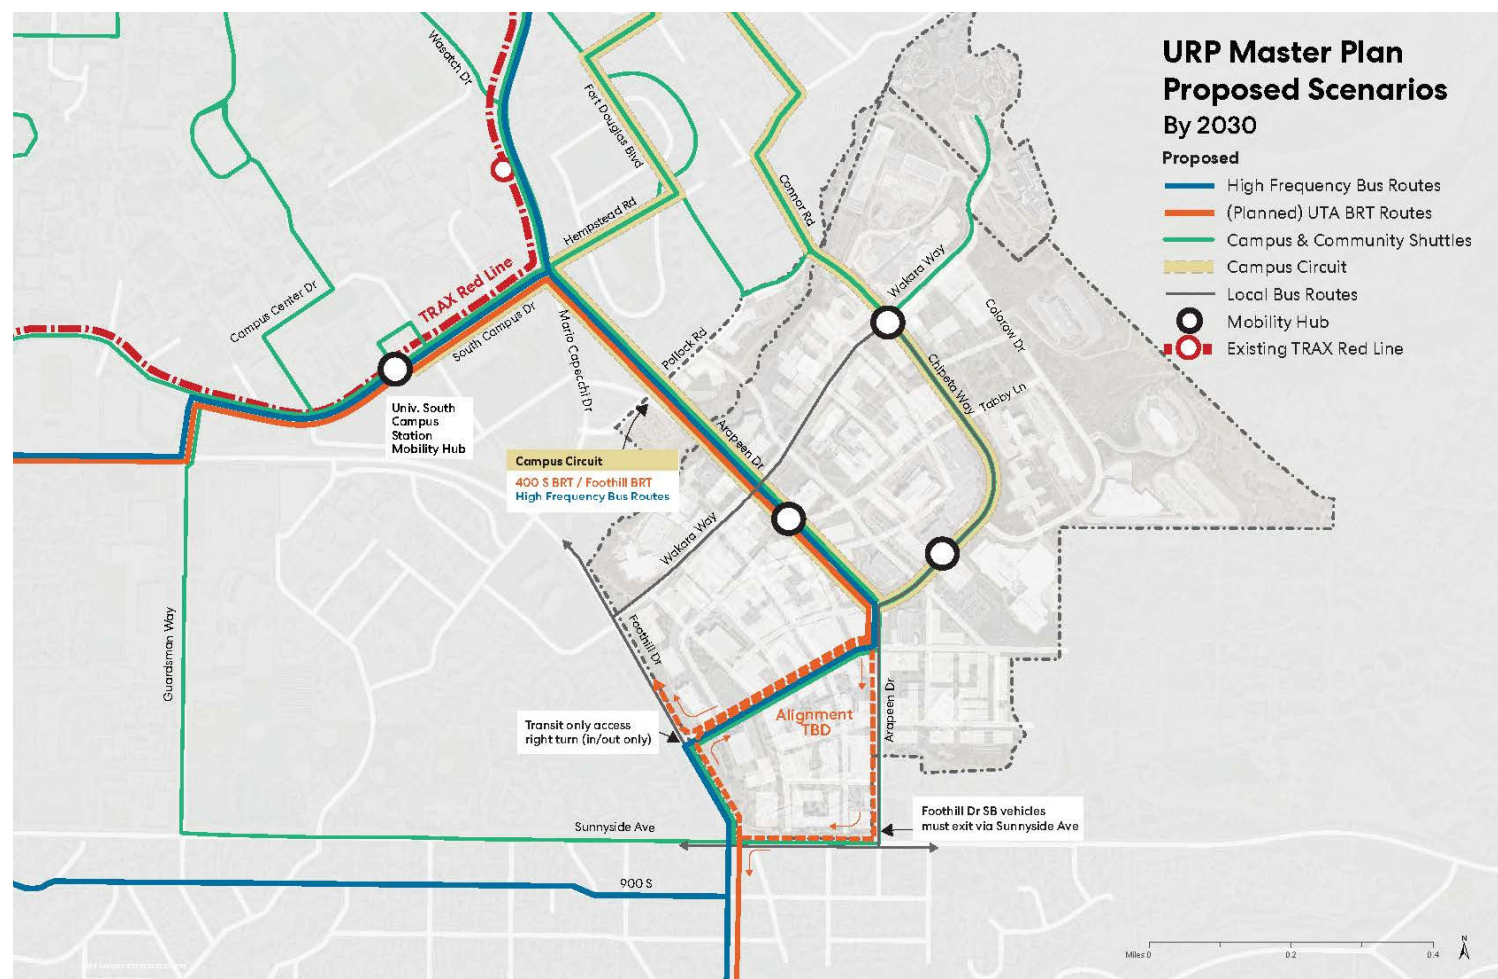 URP Master Plan
Proposed Scenarios
By 2030
Proposed
High Frequency Bus Routes
(Planned) UTA BRT Routes
Campus & Community Shuttles
Campus Circuit
Local Bus Routes
Mobility Hub
Existing TRAX Red Line
Wasatch Dr
Fort Douglas Blvd
Connor Rd
Hempstead Rd
Wakara Way
Colorow Dr
TRAX Red Line
Campus Center Dr
South Campus Dr
Mario Capecchi Dr
Pollock Rd
Chipeta Way
Tabby Ln
Univ. South
Campus
Station
Mobility Hub
Arapeen Dr
Campus Circuit
400 S BRT / Foothill BRT
High Frequency Bus Routes
Wakara Way
Guardsman Way
Foothill Dr
Arapeen Dr
Alignment
TBD
Transit only access
right turn (in/out only)
Foothill Dr SB vehicles
must exit via Sunnyside Ave
Sunnyside Ave
900 S
N
Miles 0
0.2
0.4